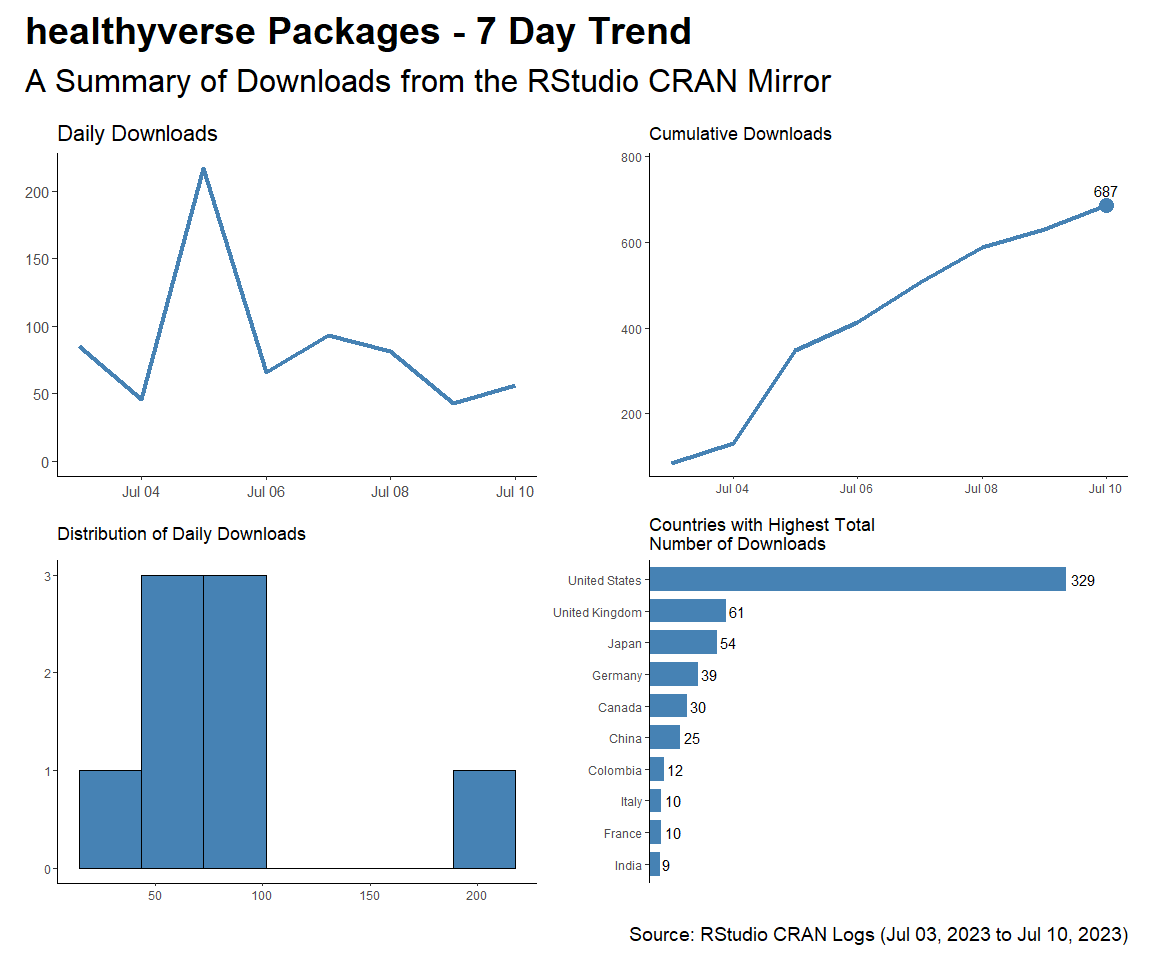 healthyverse Packages - 7 Day Trend
A Summary of Downloads from the RStudio CRAN Mirror
Daily Downloads
200
150
100
50
0
Jul 04 Jul 06 Jul 08 Jul 10
Cumulative Downloads
800
600
400
200
687
Jul 04 Jul 06 Jul 08 Jul 10
Distribution of Daily Downloads
3
2
1
0
50 100 150 200
Countries with Highest Total
Number of Downloads
United States 329
United Kingdom 61
Japan 54
Germany 39
Canada 30
China 25
Colombia 12
Italy 10
France 10
India 9
Source: RStudio CRAN Logs (Jul 03, 2023 to Jul 10, 2023)